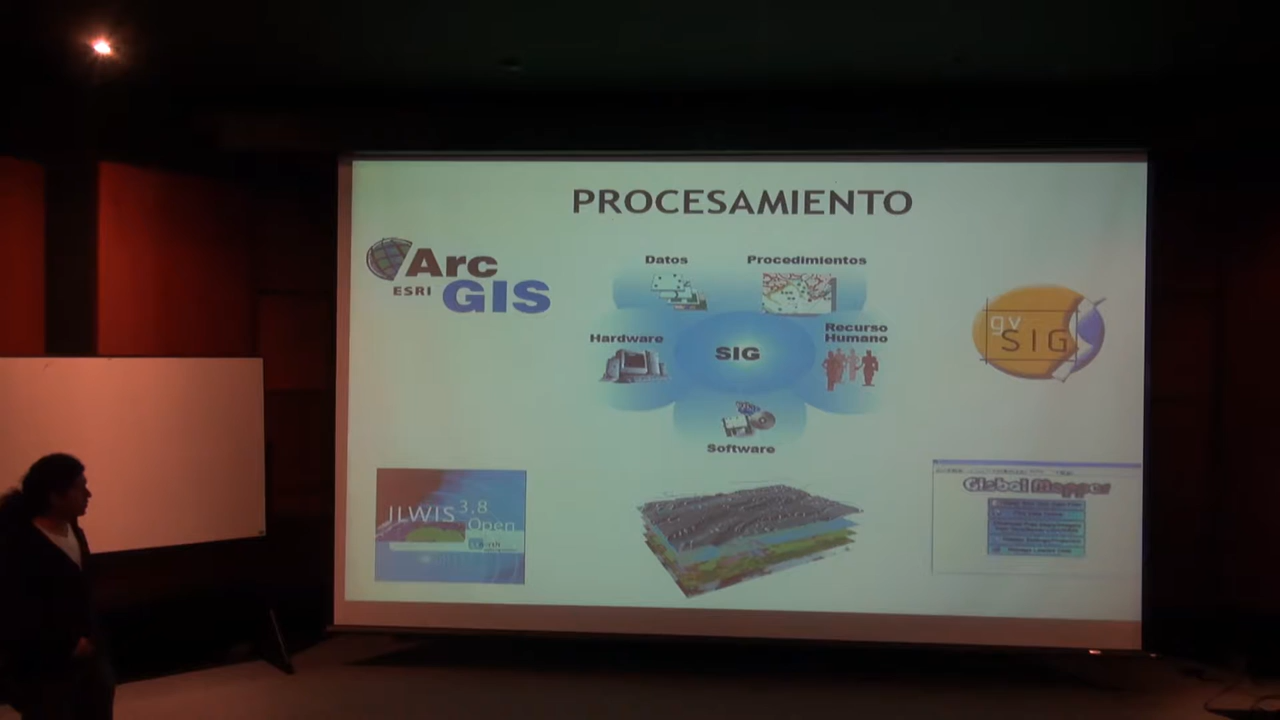 PROCESAMIENTO
Arc
ESRI GIS
Datos
Procedimientos
Hardware
SIG
Recurso
Humano
Software
gv
SIG
ILWIS 3.8
Open
Global Mapper